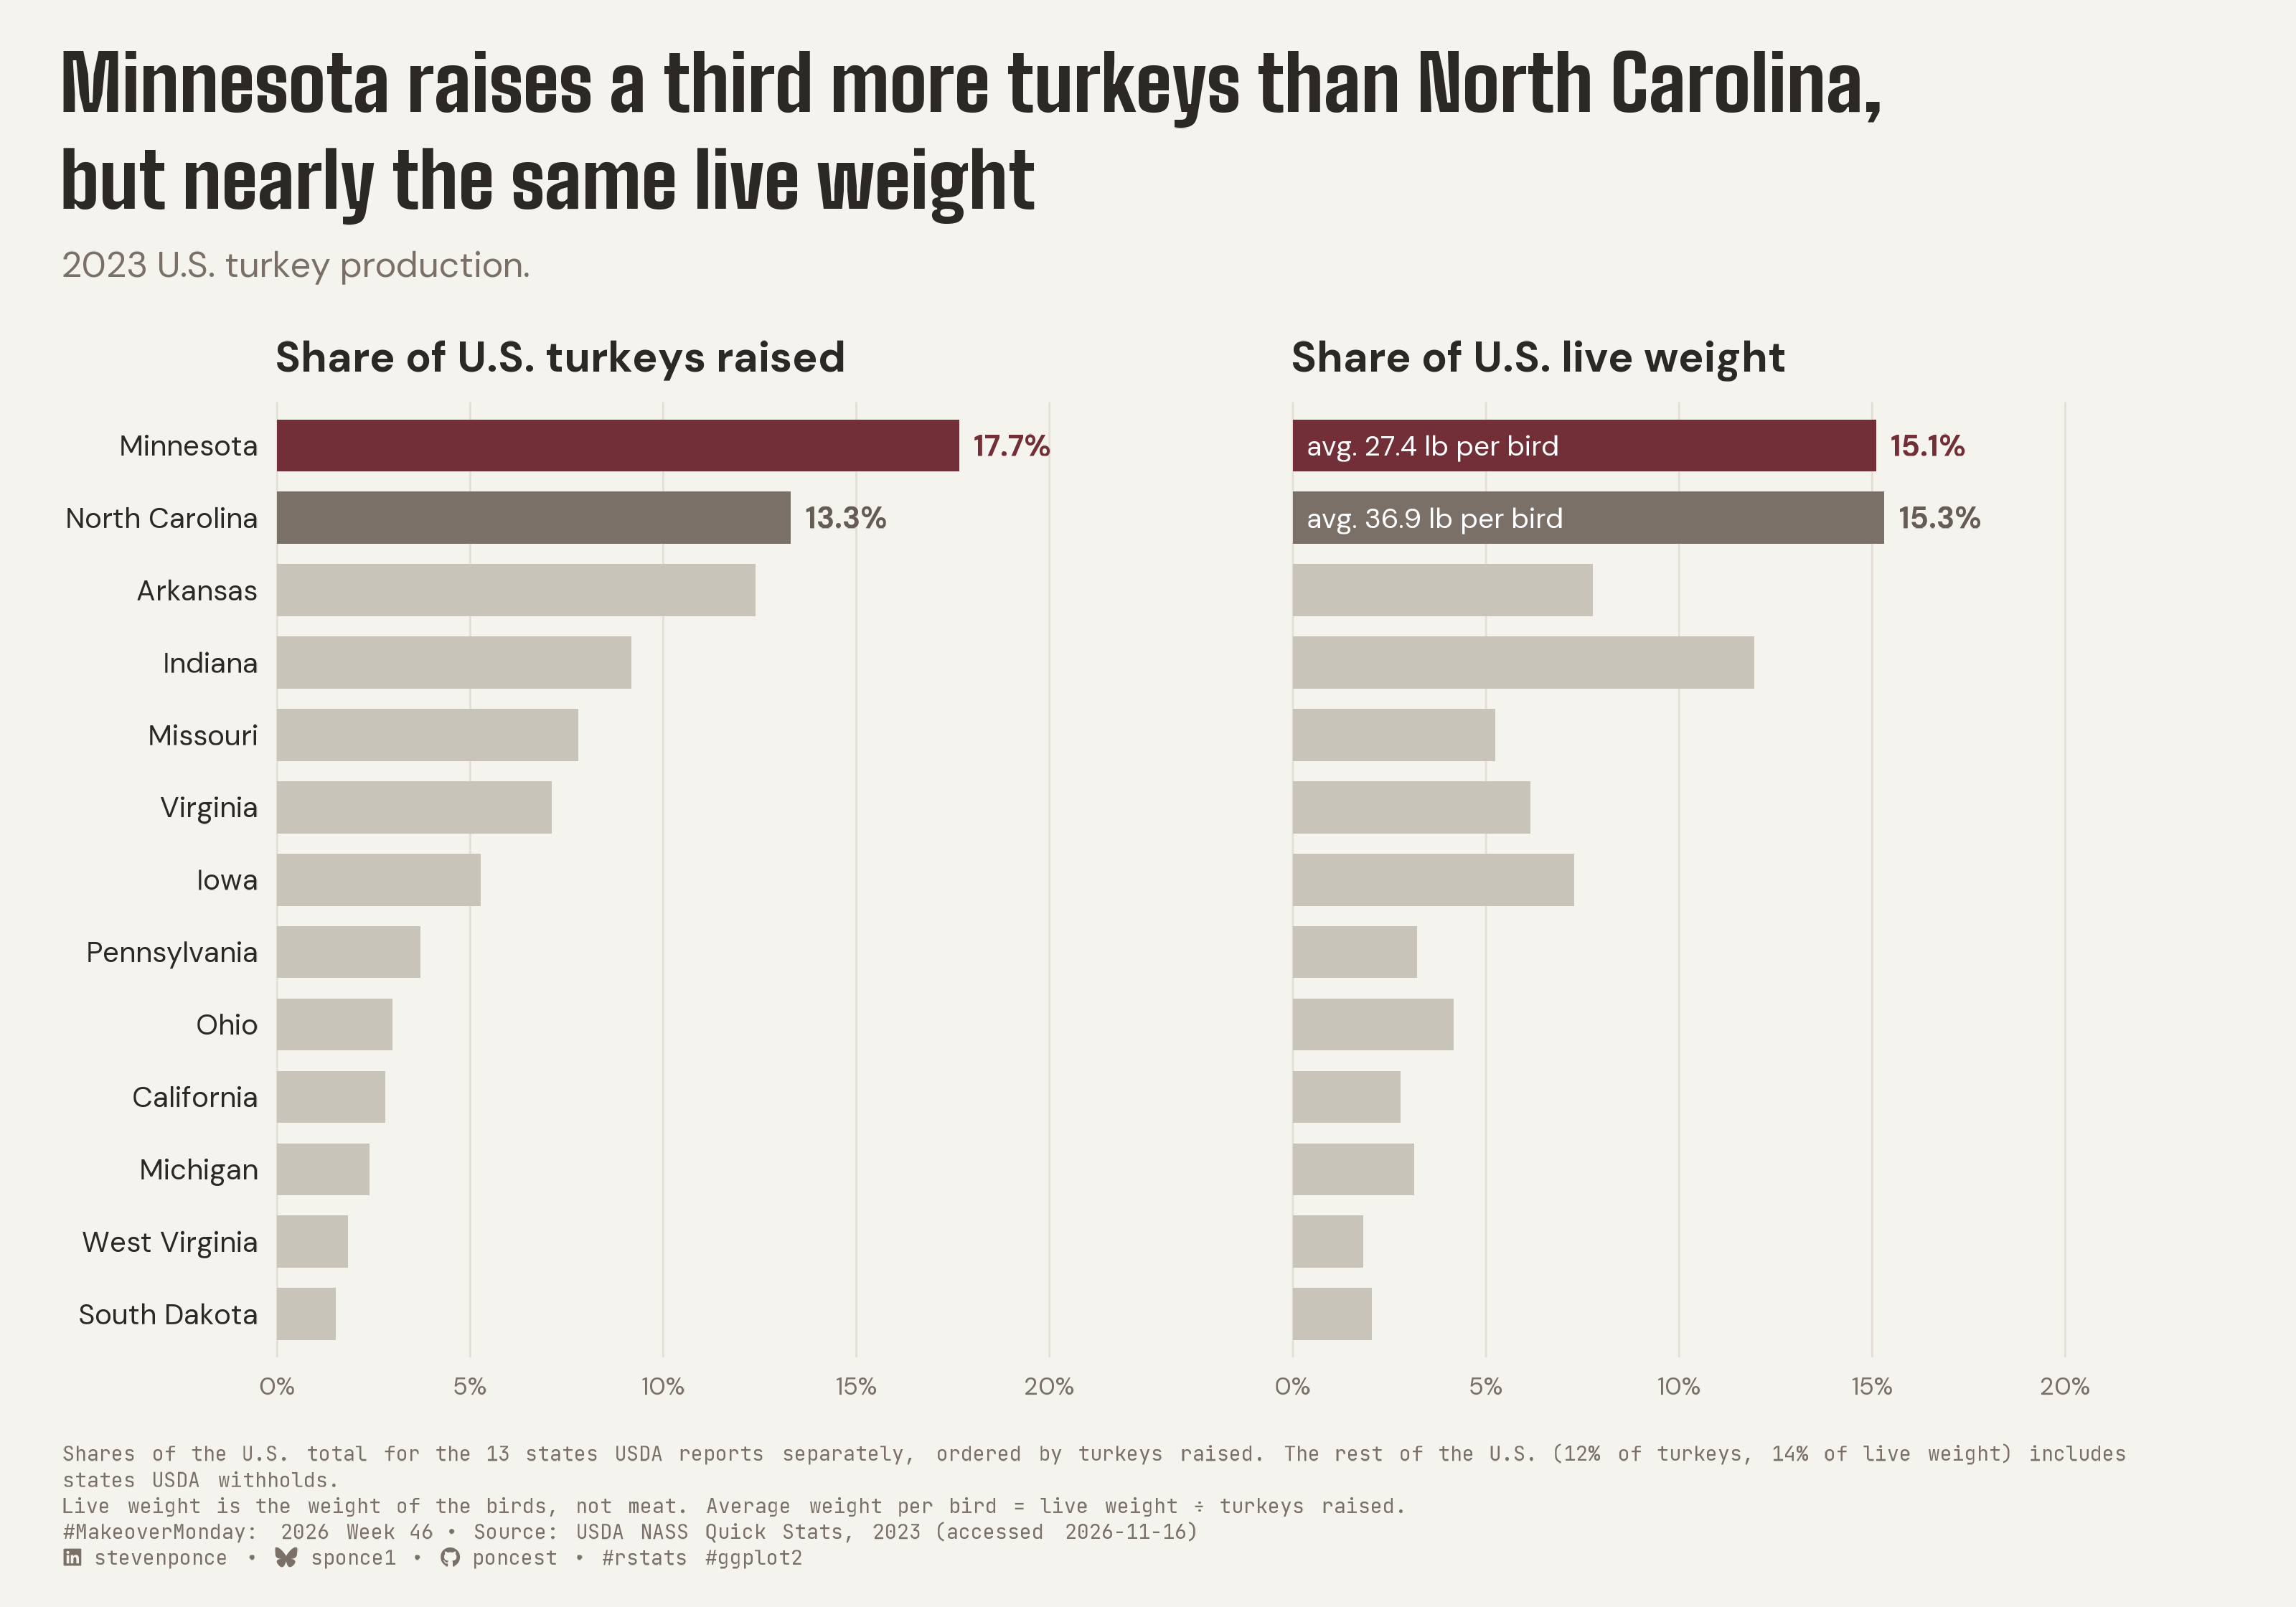 Minnesota raises a third more turkeys than North Carolina,
but nearly the same live weight
2023 U.S. turkey production.
Share of U.S. turkeys raised
Minnesota 17.7%
North Carolina 13.3%
Arkansas
Indiana
Missouri
Virginia
Iowa
Pennsylvania
Ohio
California
Michigan
West Virginia
South Dakota
0% 5% 10% 15% 20%
Share of U.S. live weight
avg. 27.4 lb per bird 15.1%
avg. 36.9 lb per bird 15.3%
0% 5% 10% 15% 20%
Shares of the U.S. total for the 13 states USDA reports separately, ordered by turkeys raised. The rest of the U.S. (12% of turkeys, 14% of live weight) includes
states USDA withholds.
Live weight is the weight of the birds, not meat. Average weight per bird = live weight ÷ turkeys raised.
#MakeoverMonday: 2026 Week 46 • Source: USDA NASS Quick Stats, 2023 (accessed 2026-11-16)
stevenponce • sponce1 • poncest • #rstats #ggplot2